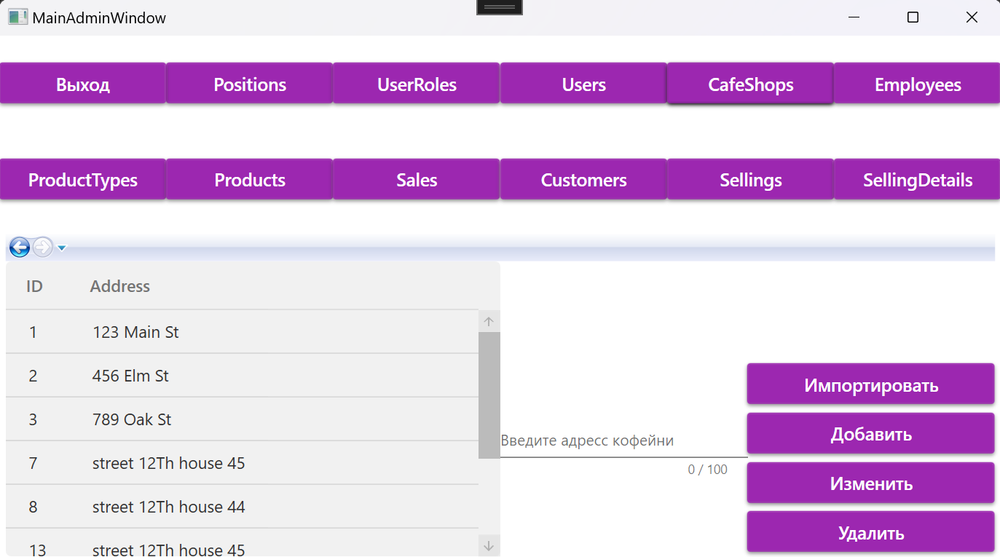 MainAdminWindow
Выход Positions UserRoles Users CafeShops Employees
ProductTypes Products Sales Customers Sellings SellingDetails
ID Address
1 123 Main St
2 456 Elm St
3 789 Oak St
7 street 12Th house 45
8 street 12Th house 44
13 street 12Th house 45
Введите адресс кофейни
0 / 100
Импортировать
Добавить
Изменить
Удалить